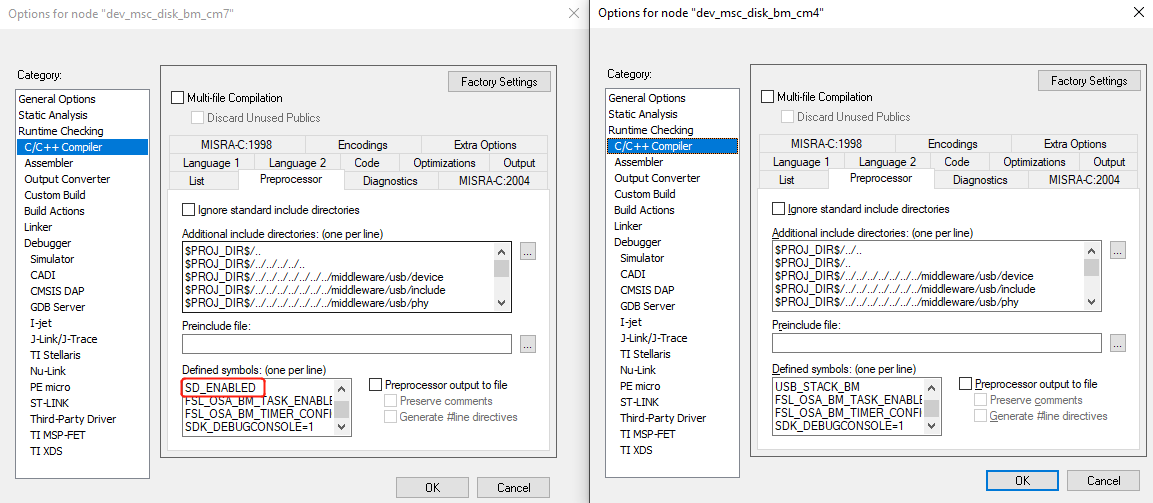 Options for node "dev_msc_disk_bm_cm7"
Category:
General Options
Static Analysis
Runtime Checking
C/C++ Compiler
Assembler
Output Converter
Custom Build
Build Actions
Linker
Debugger
Simulator
CADI
CMSIS DAP
GDB Server
I-jet
J-Link/J-Trace
TI Stellaris
Nu-Link
PE micro
ST-LINK
Third-Party Driver
TI MSP-FET
TI XDS
Factory Settings
Multi-file Compilation
Discard Unused Publics
MISRA-C:1998 Encodings Extra Options
Language 1 Language 2 Code Optimizations Output
List Preprocessor Diagnostics MISRA-C:2004
Ignore standard include directories
Additional include directories: (one per line)
$PROJ_DIR$/..
$PROJ_DIR$/../../../../..
$PROJ_DIR$/../../../../../../../middleware/usb/device
$PROJ_DIR$/../../../../../../../middleware/usb/include
$PROJ_DIR$/../../../../../../../middleware/usb/phy
...
Preinclude file:
...
Defined symbols: (one per line)
SD_ENABLED
FSL_OSA_BM_TASK_ENABLE
FSL_OSA_BM_TIMER_CONFI
SDK_DEBUGCONSOLE=1
Preprocessor output to file
Preserve comments
Generate #line directives
OK Cancel
Options for node "dev_msc_disk_bm_cm4"
Category:
General Options
Static Analysis
Runtime Checking
C/C++ Compiler
Assembler
Output Converter
Custom Build
Build Actions
Linker
Debugger
Simulator
CADI
CMSIS DAP
GDB Server
I-jet
J-Link/J-Trace
TI Stellaris
Nu-Link
PE micro
ST-LINK
Third-Party Driver
TI MSP-FET
TI XDS
Factory Settings
Multi-file Compilation
Discard Unused Publics
MISRA-C:1998 Encodings Extra Options
Language 1 Language 2 Code Optimizations Output
List Preprocessor Diagnostics MISRA-C:2004
Ignore standard include directories
Additional include directories: (one per line)
$PROJ_DIR$/../..
$PROJ_DIR$/..
$PROJ_DIR$/../../../../../../../middleware/usb/device
$PROJ_DIR$/../../../../../../../middleware/usb/include
$PROJ_DIR$/../../../../../../../middleware/usb/phy
...
Preinclude file:
...
Defined symbols: (one per line)
USB_STACK_BM
FSL_OSA_BM_TASK_ENABLE
FSL_OSA_BM_TIMER_CONFI
SDK_DEBUGCONSOLE=1
Preprocessor output to file
Preserve comments
Generate #line directives
OK Cancel